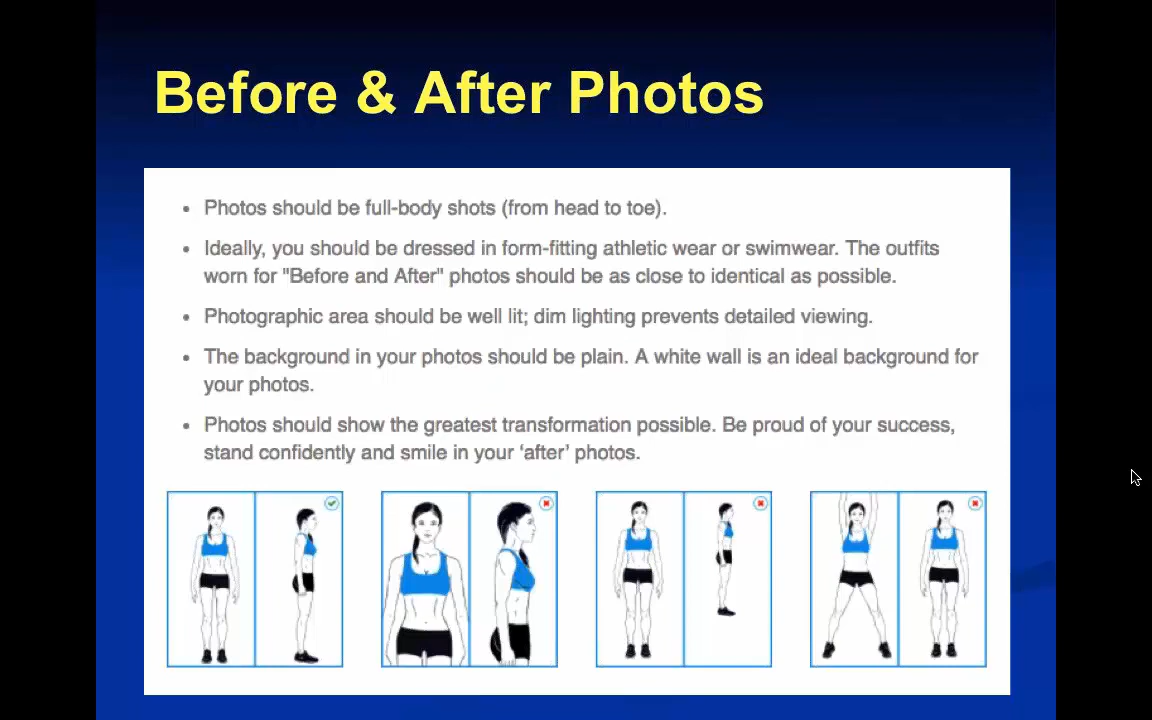 Before & After Photos
• Photos should be full-body shots (from head to toe).
• Ideally, you should be dressed in form-fitting athletic wear or swimwear. The outfits
worn for "Before and After" photos should be as close to identical as possible.
• Photographic area should be well lit; dim lighting prevents detailed viewing.
• The background in your photos should be plain. A white wall is an ideal background for
your photos.
• Photos should show the greatest transformation possible. Be proud of your success,
stand confidently and smile in your ‘after’ photos.